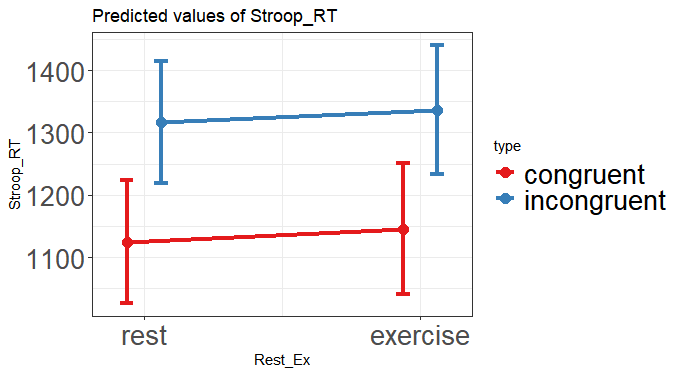 Predicted values of Stroop_RT
1400
1300
1200
1100
Stroop_RT
rest
exercise
Rest_Ex
type
congruent
incongruent